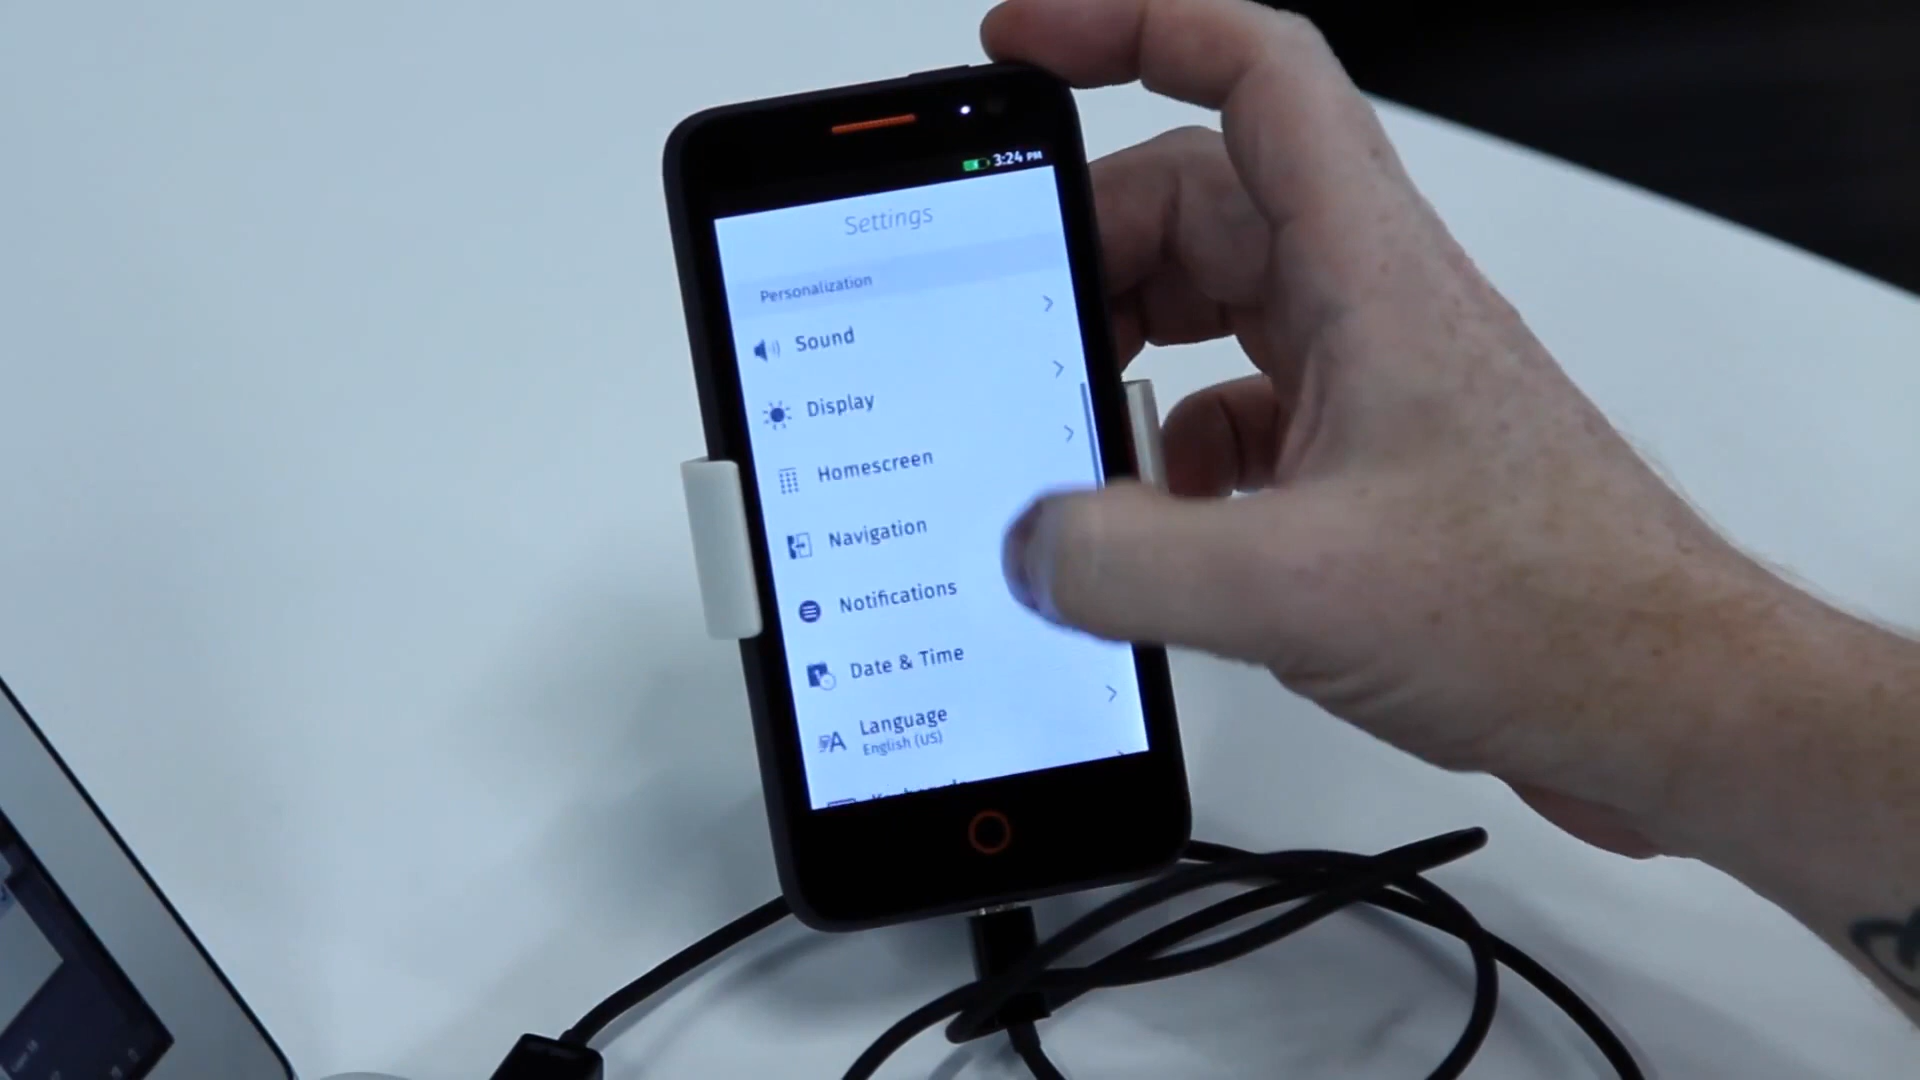 3:24 PM
Settings
Personalization
Sound
Display
Homescreen
Navigation
Notifications
Date & Time
Language
English (US)